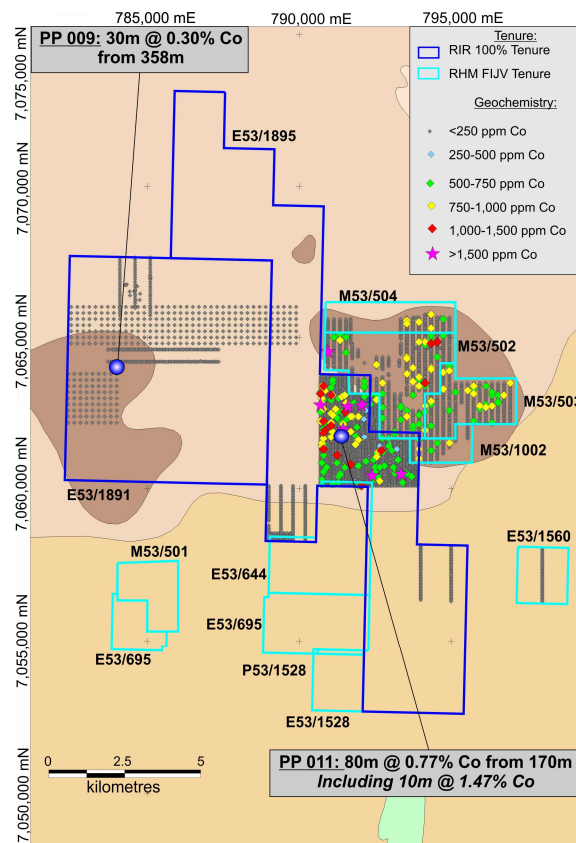 785,000 mE
790,000 mE
795,000 mE
PP 009: 30m @ 0.30% Co
from 358m
Tenure:
RIR 100% Tenure
RHM FIJV Tenure
Geochemistry:
<250 ppm Co
250-500 ppm Co
500-750 ppm Co
750-1,000 ppm Co
1,000-1,500 ppm Co
>1,500 ppm Co
7,075,000 mN
7,070,000 mN
7,065,000 mN
7,060,000 mN
7,055,000 mN
7,050,000 mN
E53/1895
M53/504
M53/502
M53/503
M53/1002
E53/1891
E53/1560
M53/501
E53/644
E53/695
E53/695
P53/1528
E53/1528
PP 011: 80m @ 0.77% Co from 170m
Including 10m @ 1.47% Co
0 2.5 5
kilometres